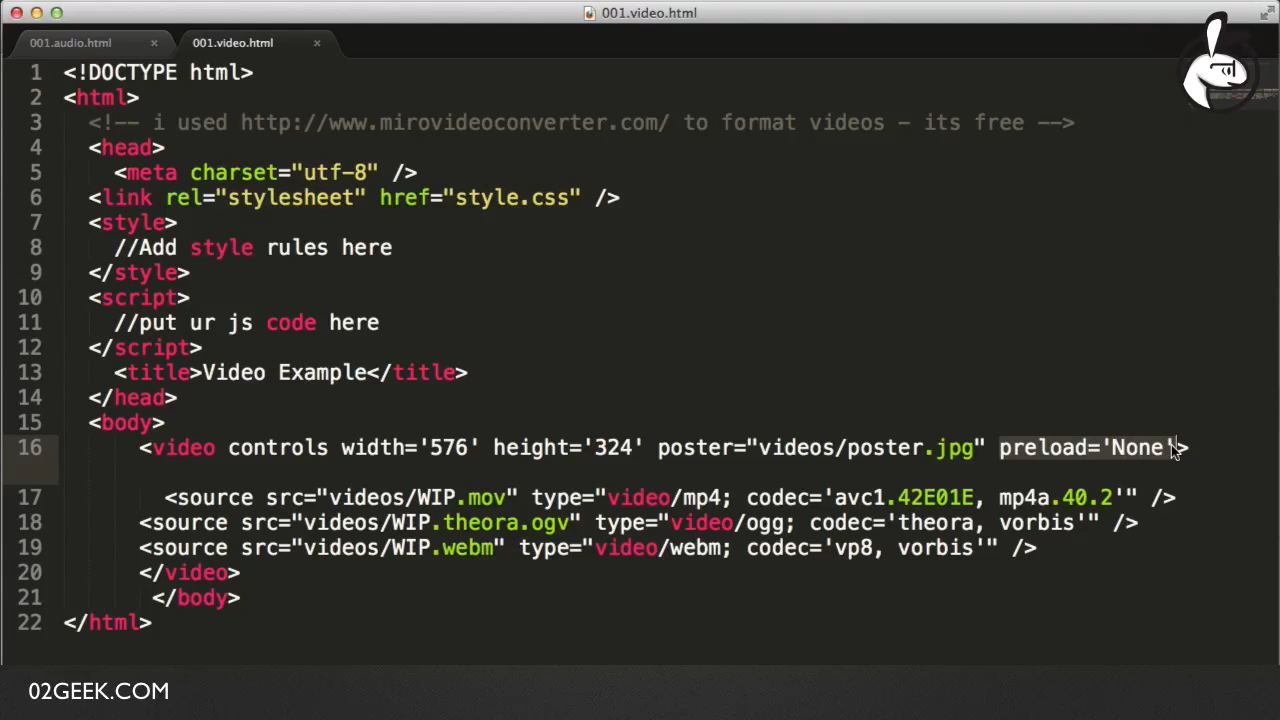 001.video.html
001.audio.html × 001.video.html ×
1 <!DOCTYPE html>
2 <html>
3 <!-- i used http://www.mirovideoconverter.com/ to format videos - its free -->
4 <head>
5 <meta charset="utf-8" />
6 <link rel="stylesheet" href="style.css" />
7 <style>
8 //Add style rules here
9 </style>
10 <script>
11 //put ur js code here
12 </script>
13 <title>Video Example</title>
14 </head>
15 <body>
16 <video controls width='576' height='324' poster="videos/poster.jpg" preload='None'>
17 <source src="videos/WIP.mov" type="video/mp4; codec='avc1.42E01E, mp4a.40.2'" />
18 <source src="videos/WIP.theora.ogv" type="video/ogg; codec='theora, vorbis'" />
19 <source src="videos/WIP.webm" type="video/webm; codec='vp8, vorbis'" />
20 </video>
21 </body>
22 </html>
02GEEK.COM